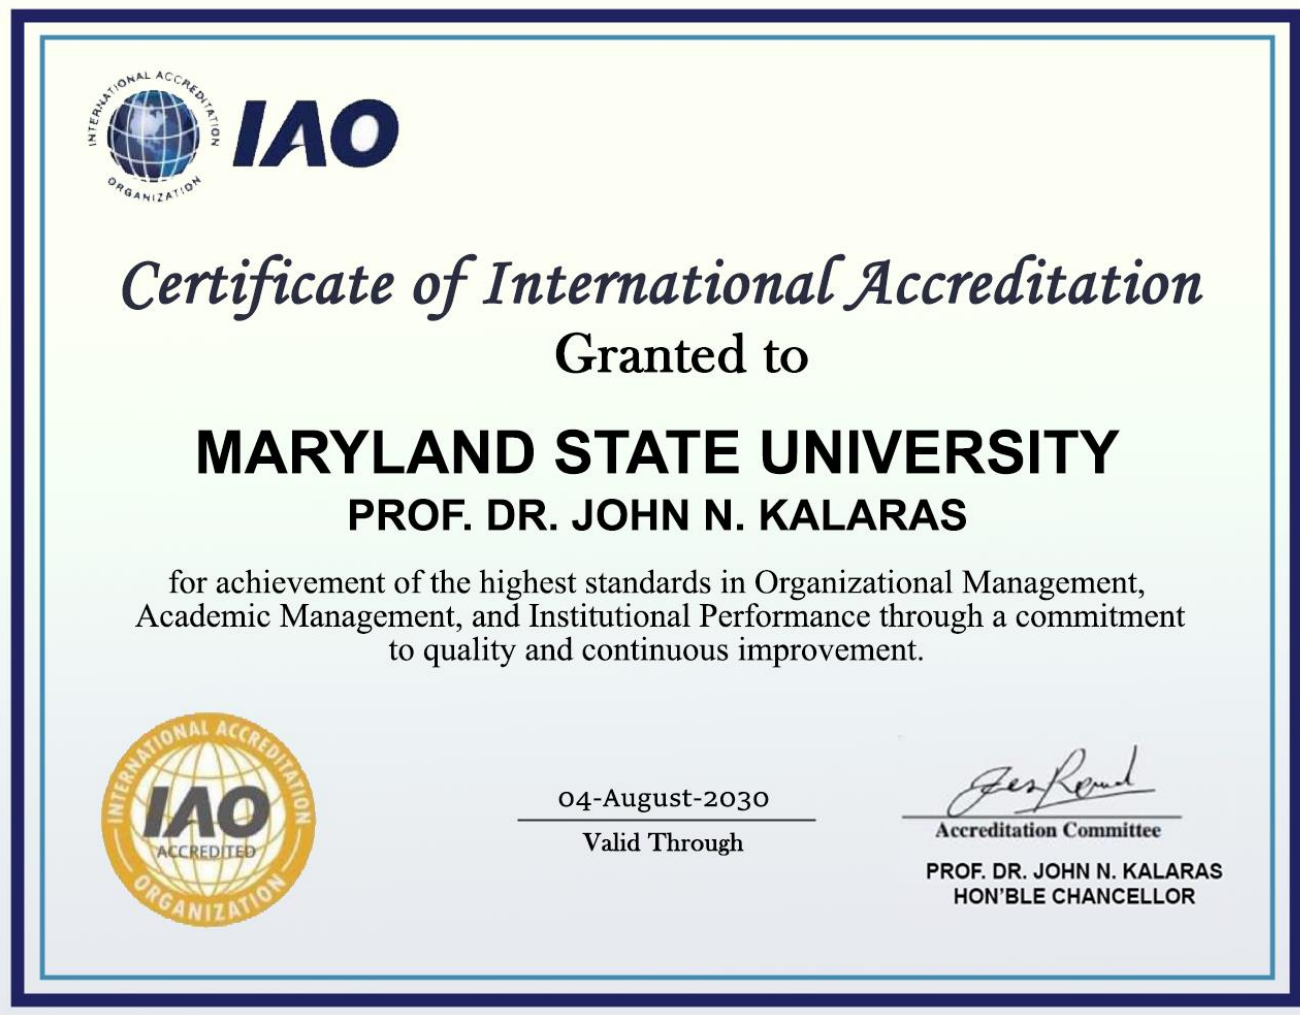 INTERNATIONAL ACCREDITATION
ORGANIZATION
IAO
Certificate of International Accreditation
Granted to
MARYLAND STATE UNIVERSITY
PROF. DR. JOHN N. KALARAS
for achievement of the highest standards in Organizational Management,
Academic Management, and Institutional Performance through a commitment
to quality and continuous improvement.
INTERNATIONAL ACCREDITATION
IAO
ACCREDITED
ORGANIZATION
04-August-2030
Valid Through
Accreditation Committee
PROF. DR. JOHN N. KALARAS
HON'BLE CHANCELLOR